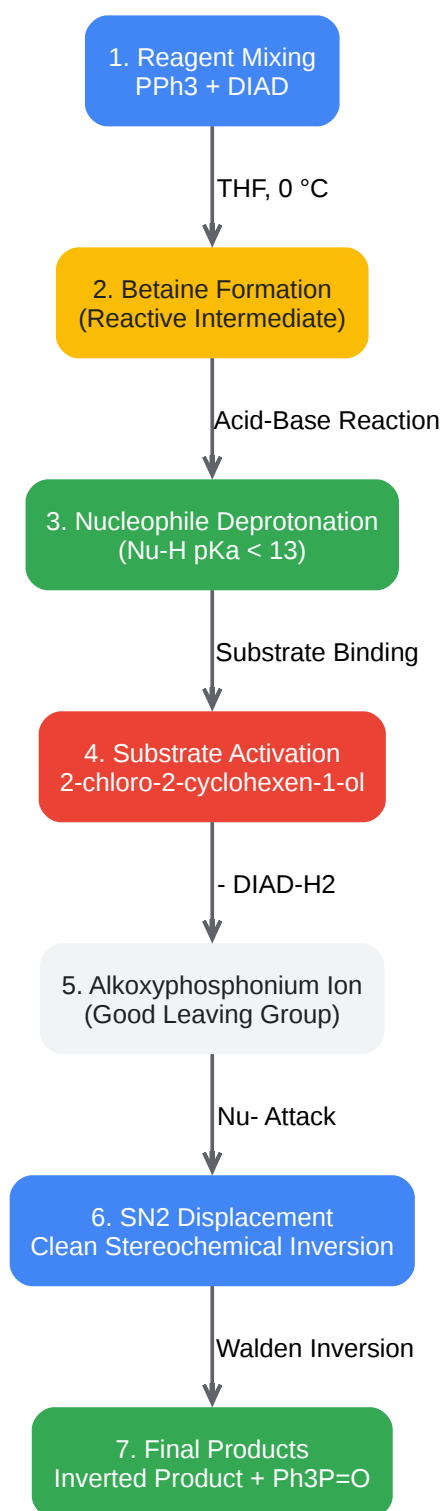 1. Reagent Mixing
PPh3 + DIAD
THF, 0 °C
2. Betaine Formation
(Reactive Intermediate)
Acid-Base Reaction
3. Nucleophile Deprotonation
(Nu-H pKa < 13)
Substrate Binding
4. Substrate Activation
2-chloro-2-cyclohexen-1-ol
- DIAD-H2
5. Alkoxyphosphonium Ion
(Good Leaving Group)
Nu- Attack
6. SN2 Displacement
Clean Stereochemical Inversion
Walden Inversion
7. Final Products
Inverted Product + Ph3P=O